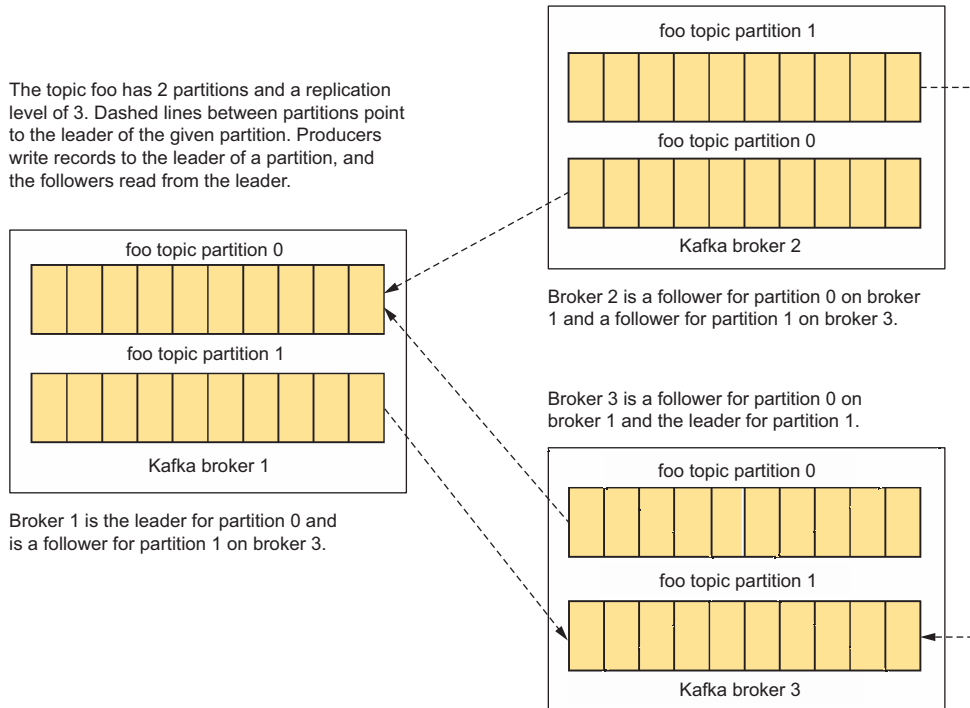 The topic foo has 2 partitions and a replication
level of 3. Dashed lines between partitions point
to the leader of the given partition. Producers
write records to the leader of a partition, and
the followers read from the leader.
foo topic partition 0
foo topic partition 1
Kafka broker 1
Broker 1 is the leader for partition 0 and
is a follower for partition 1 on broker 3.
foo topic partition 1
foo topic partition 0
Kafka broker 2
Broker 2 is a follower for partition 0 on broker
1 and a follower for partition 1 on broker 3.
Broker 3 is a follower for partition 0 on
broker 1 and the leader for partition 1.
foo topic partition 0
foo topic partition 1
Kafka broker 3